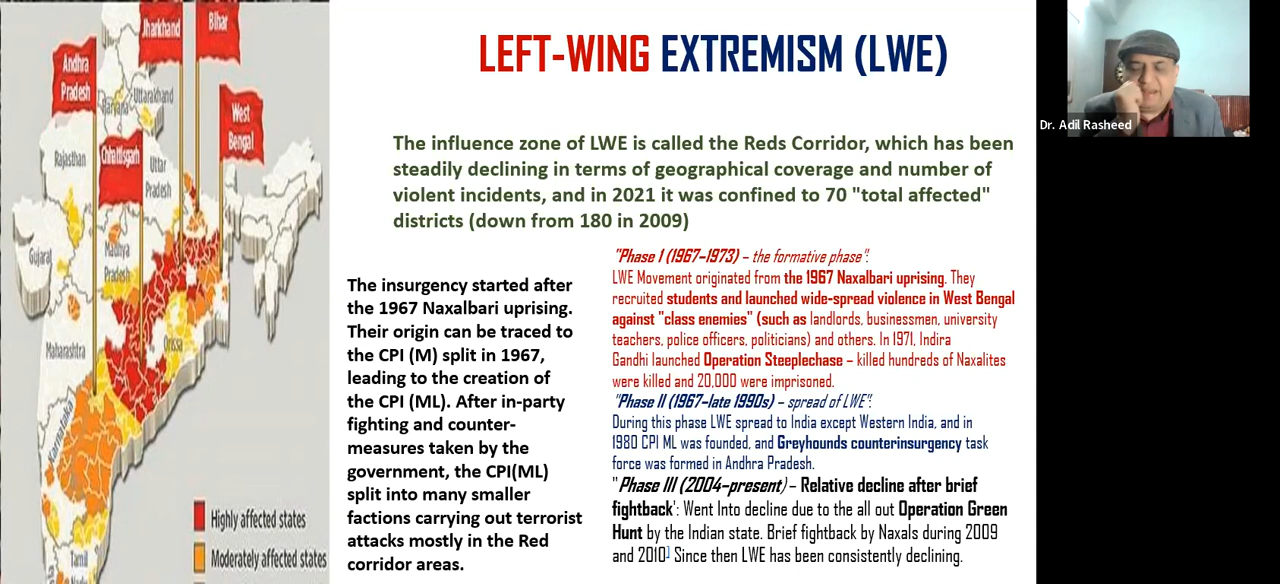 LEFT-WING EXTREMISM (LWE)
The influence zone of LWE is called the Reds Corridor, which has been
steadily declining in terms of geographical coverage and number of
violent incidents, and in 2021 it was confined to 70 "total affected"
districts (down from 180 in 2009)
The insurgency started after
the 1967 Naxalbari uprising.
Their origin can be traced to
the CPI (M) split in 1967,
leading to the creation of
the CPI (ML). After in-party
fighting and counter-
measures taken by the
government, the CPI(ML)
split into many smaller
factions carrying out terrorist
attacks mostly in the Red
corridor areas.
"Phase I (1967–1973) – the formative phase":
LWE Movement originated from the 1967 Naxalbari uprising. They
recruited students and launched wide-spread violence in West Bengal
against "class enemies" (such as landlords, businessmen, university
teachers, police officers, politicians) and others. In 1971, Indira
Gandhi launched Operation Steeplechase – killed hundreds of Naxalites
were killed and 20,000 were imprisoned.
"Phase II (1967–late 1990s) – spread of LWE":
During this phase LWE spread to India except Western India, and in
1980 CPI ML was founded, and Greyhounds counterinsurgency task
force was formed in Andhra Pradesh.
"Phase III (2004–present) – Relative decline after brief
fightback': Went Into decline due to the all out Operation Green
Hunt by the Indian state. Brief fightback by Naxals during 2009
and 2010] Since then LWE has been consistently declining.
Jharkhand
Bihar
Andhra
Pradesh
West
Bengal
Chhattisgarh
Haryana
Uttarakhand
Rajasthan
Uttar
Pradesh
Gujarat
Madhya
Pradesh
Maharashtra
Orissa
Karnataka
Tamil
Highly affected states
Moderately affected states
Dr. Adil Rasheed